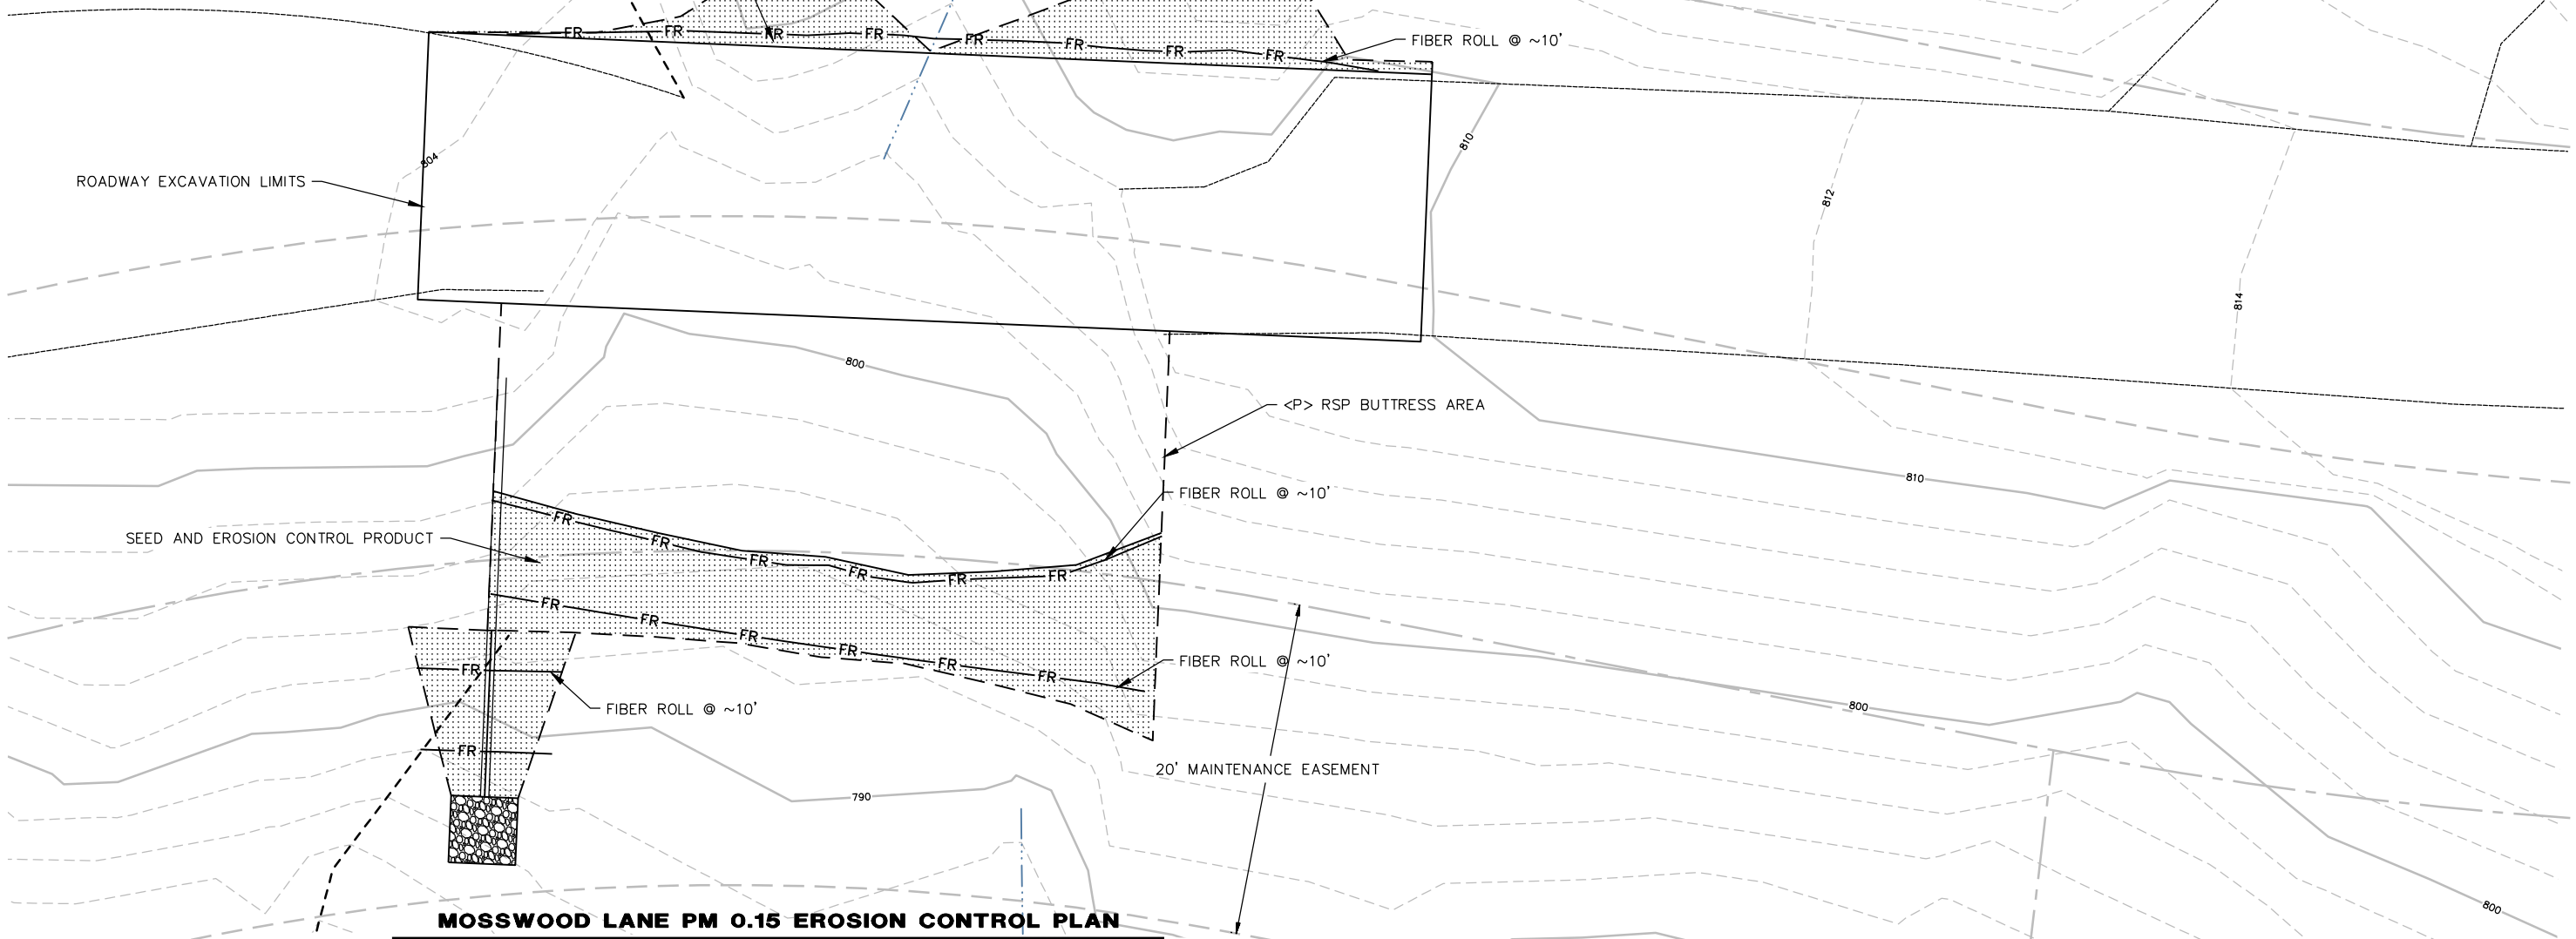 FR FR FR FR FR FR FR FR
FIBER ROLL @ ~10'
804
810
ROADWAY EXCAVATION LIMITS
812
814
800
<P> RSP BUTTRESS AREA
810
FIBER ROLL @ ~10'
FR FR FR FR FR FR
SEED AND EROSION CONTROL PRODUCT
FR FR FR FR FR FR
FIBER ROLL @ ~10'
FR
FIBER ROLL @ ~10'
800
FR
20' MAINTENANCE EASEMENT
790
800
MOSSWOOD LANE PM 0.15 EROSION CONTROL PLAN